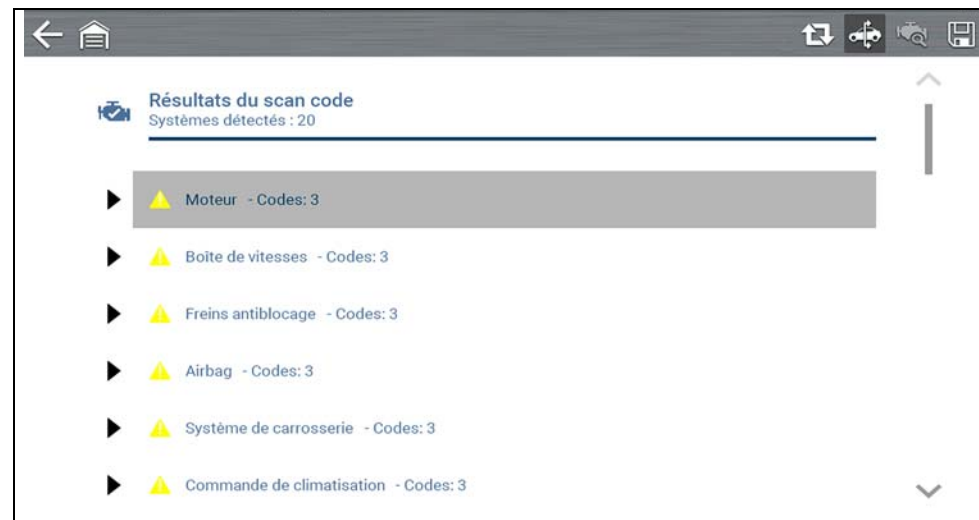 Résultats du scan code
Systèmes détectés : 20
Moteur - Codes: 3
Boîte de vitesses - Codes: 3
Freins antiblocage - Codes: 3
Airbag - Codes: 3
Système de carrosserie - Codes: 3
Commande de climatisation - Codes: 3